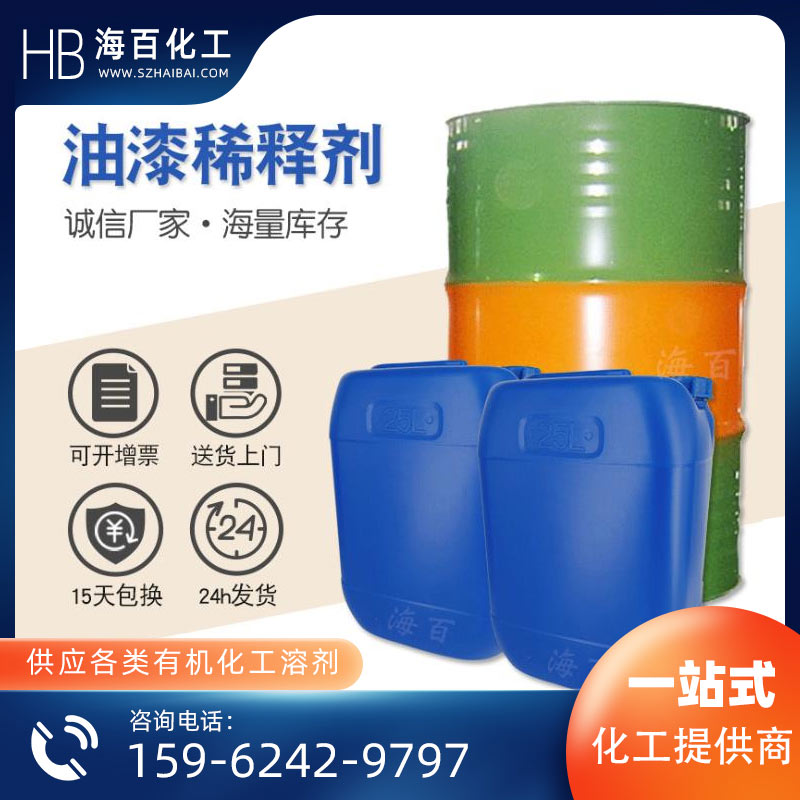 HB 海百化工
WWW.SZHAIBAI.COM
油漆稀释剂
诚信厂家·海量库存
可开增票
送货上门
¥
24
15天包换
24h发货
25L
25L
海百
海百
海百
供应各类有机化工溶剂
一站式
化工提供商
咨询电话:
159-6242-9797